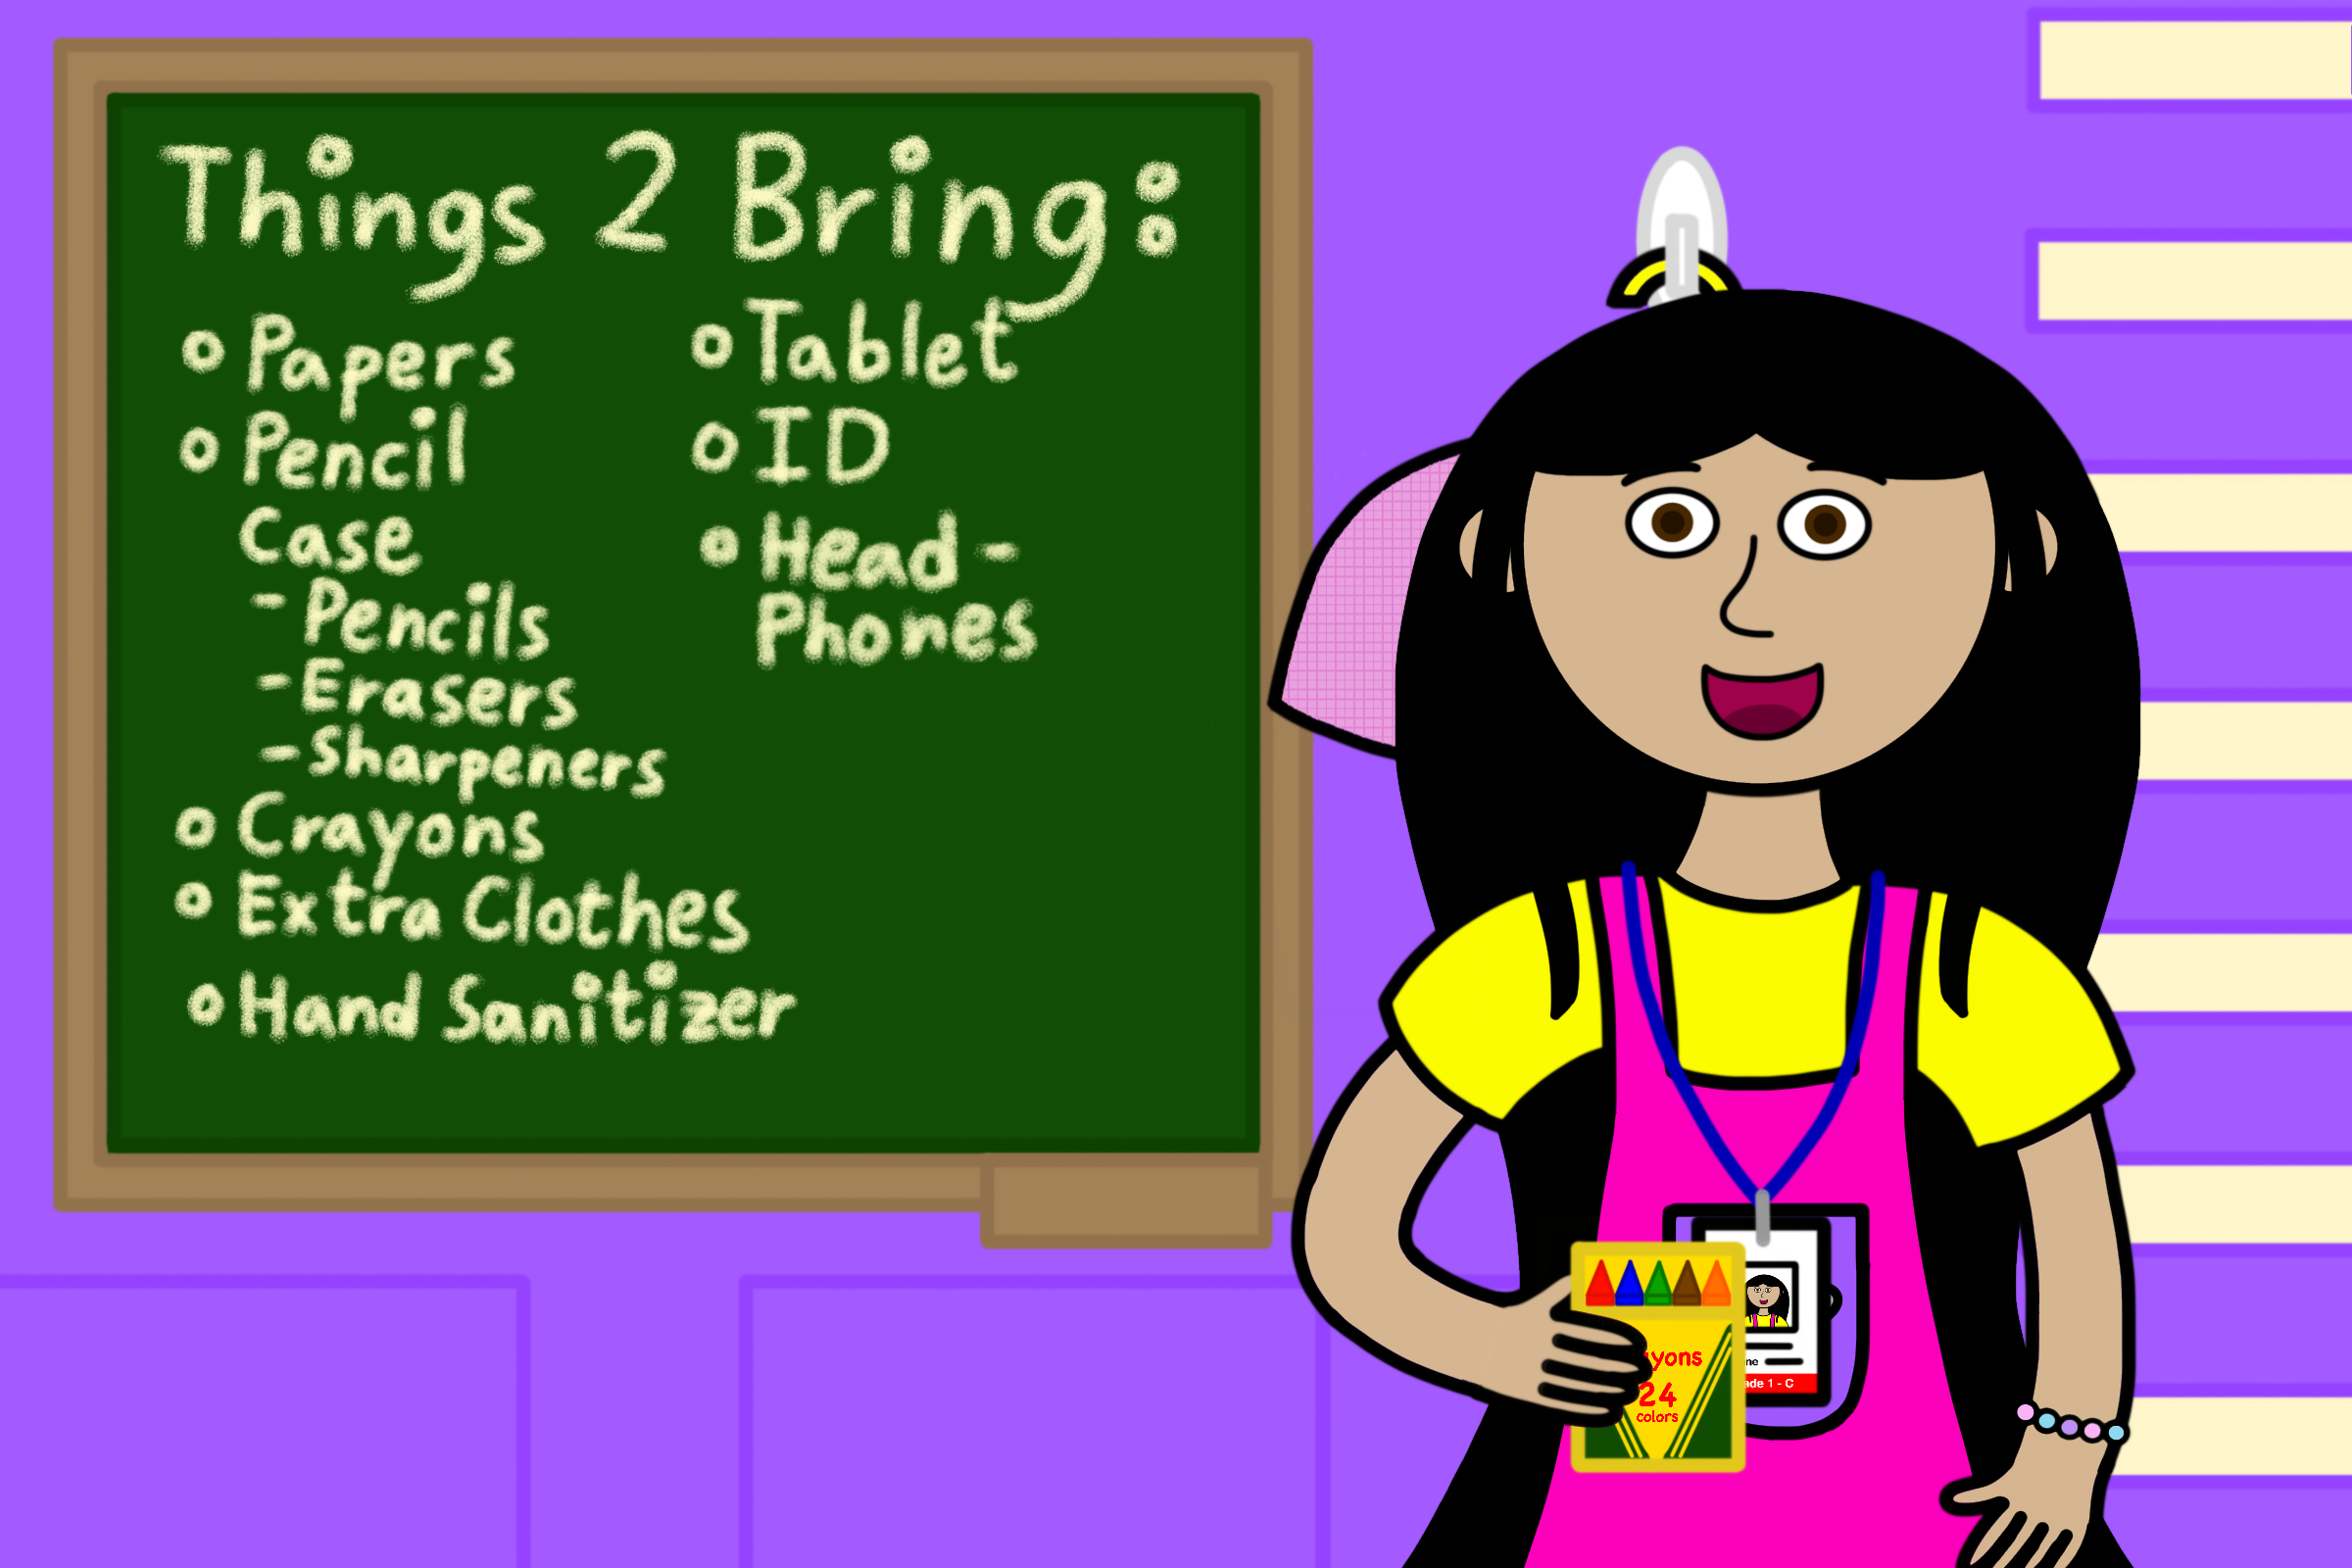 Things 2 Bring:
Papers
Pencil
Case
- Pencils
- Erasers
- Sharpeners
Crayons
Extra Clothes
Hand Sanitizer
Tablet
ID
Head-
Phones
yons
24
colors
ne
ade 1 - C